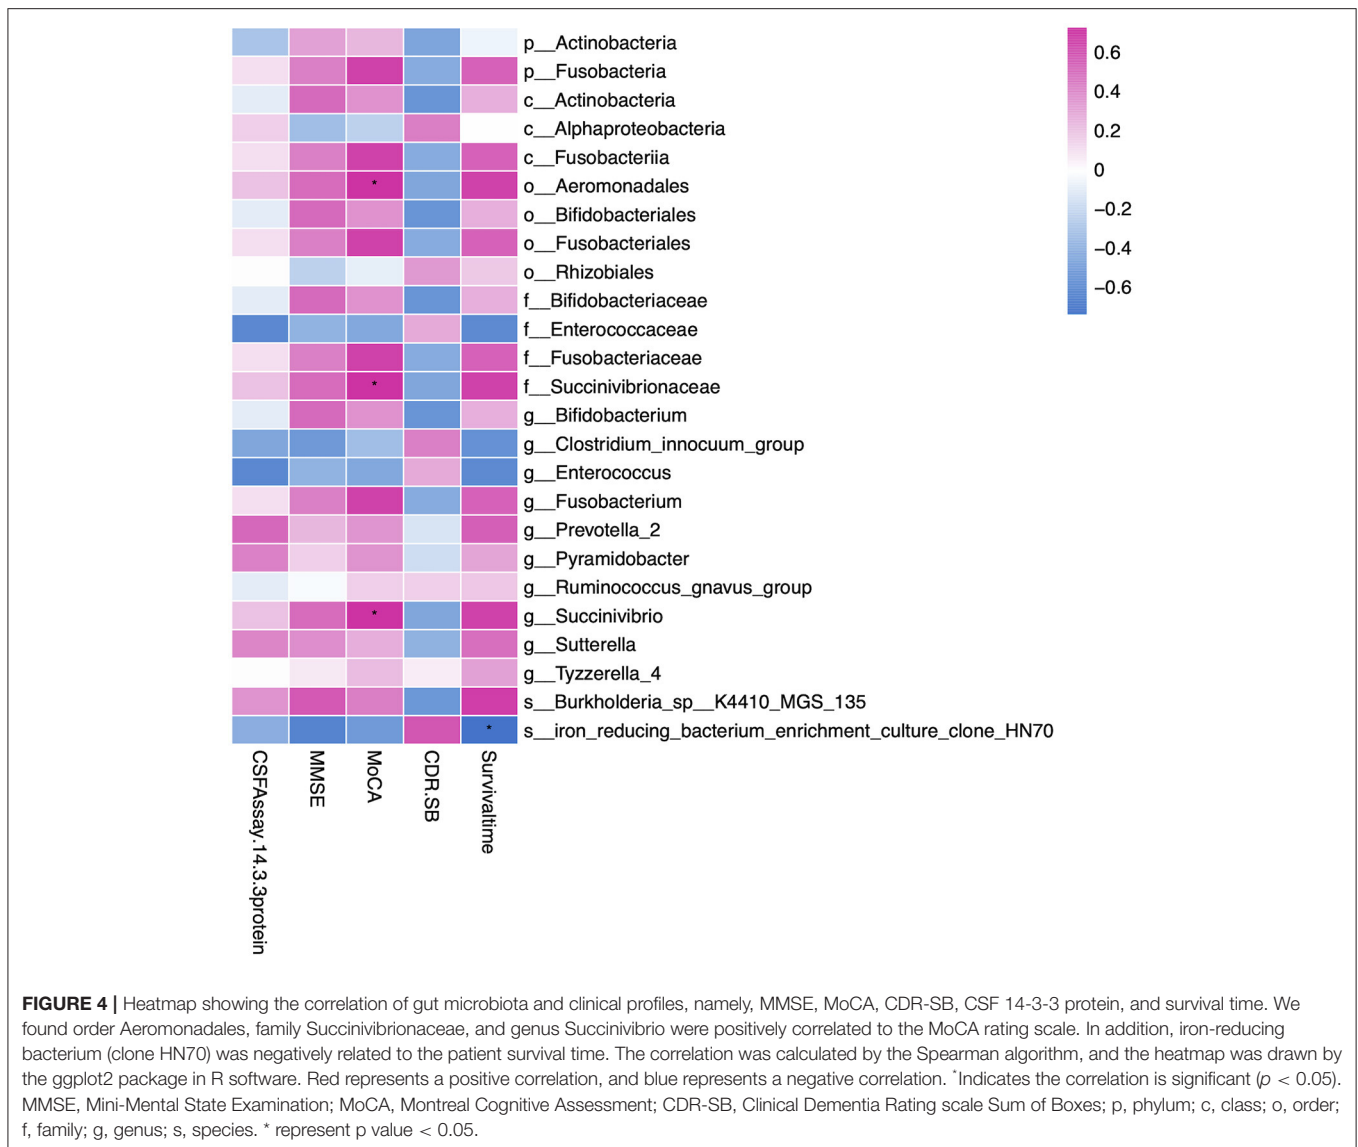 p__Actinobacteria
p__Fusobacteria
c__Actinobacteria
c__Alphaproteobacteria
c__Fusobacteriia
o__Aeromonadales
*
o__Bifidobacteriales
o__Fusobacteriales
o__Rhizobiales
f__Bifidobacteriaceae
f__Enterococcaceae
f__Fusobacteriaceae
f__Succinivibrionaceae
*
g__Bifidobacterium
g__Clostridium_innocuum_group
g__Enterococcus
g__Fusobacterium
g__Prevotella_2
g__Pyramidobacter
g__Ruminococcus_gnavus_group
g__Succinivibrio
*
g__Sutterella
g__Tyzzerella_4
s__Burkholderia_sp__K4410_MGS_135
s__iron_reducing_bacterium_enrichment_culture_clone_HN70
*
0.6
0.4
0.2
0
−0.2
−0.4
−0.6
CSFAssay.14.3.3protein
MMSE
MoCA
CDR.SB
Survivaltime
FIGURE 4 | Heatmap showing the correlation of gut microbiota and clinical profiles, namely, MMSE, MoCA, CDR-SB, CSF 14-3-3 protein, and survival time. We
found order Aeromonadales, family Succinivibrionaceae, and genus Succinivibrio were positively correlated to the MoCA rating scale. In addition, iron-reducing
bacterium (clone HN70) was negatively related to the patient survival time. The correlation was calculated by the Spearman algorithm, and the heatmap was drawn by
the ggplot2 package in R software. Red represents a positive correlation, and blue represents a negative correlation. *Indicates the correlation is significant (p < 0.05).
MMSE, Mini-Mental State Examination; MoCA, Montreal Cognitive Assessment; CDR-SB, Clinical Dementia Rating scale Sum of Boxes; p, phylum; c, class; o, order;
f, family; g, genus; s, species. * represent p value < 0.05.